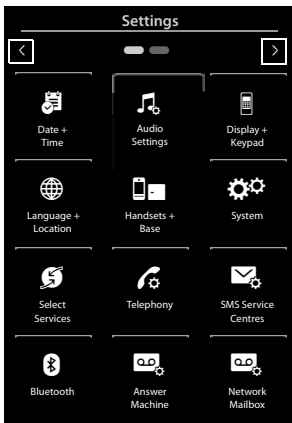 Settings
Date +
Time
Audio
Settings
Display +
Keypad
Language +
Location
Handsets +
Base
System
Select
Services
Telephony
SMS Service
Centres
Bluetooth
Answer
Machine
Network
Mailbox